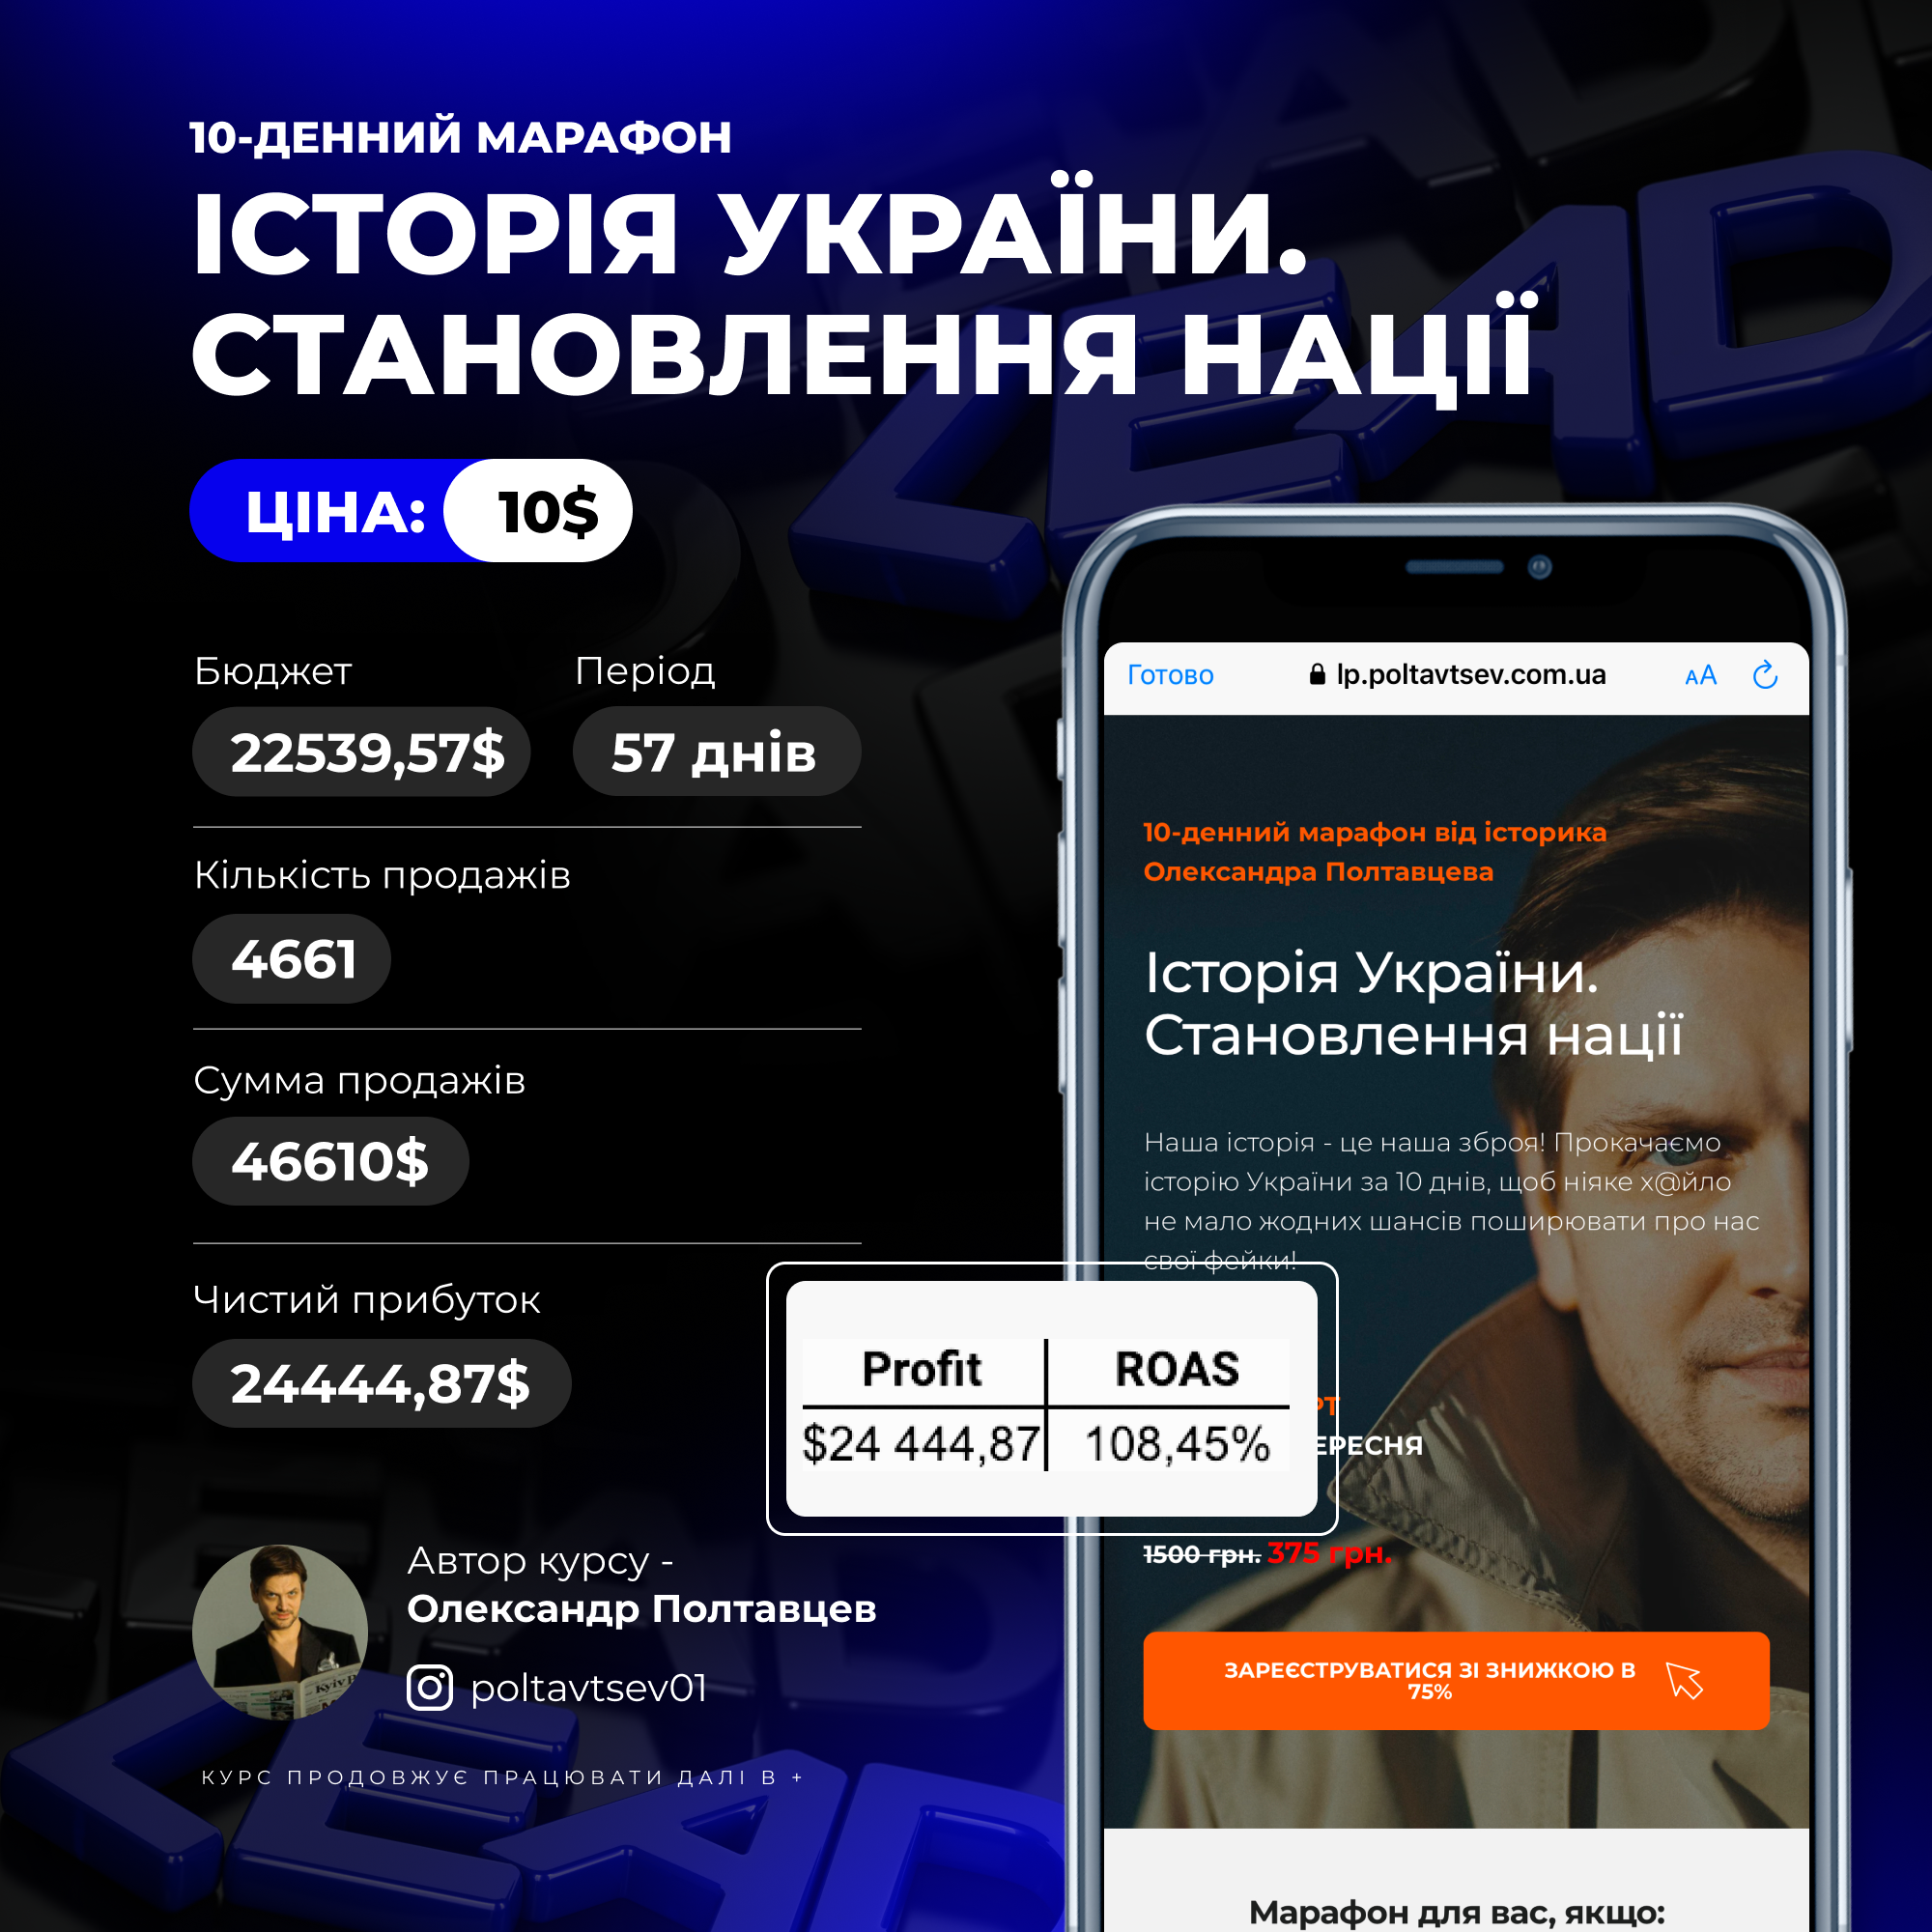 10-ДЕННИЙ МАРАФОН
ІСТОРІЯ УКРАЇНИ.
СТАНОВЛЕННЯ НАЦІЇ
ЦІНА: 10$
Бюджет
22539,57$
Період
57 днів
Кількість продажів
4661
Сумма продажів
46610$
Чистий прибуток
24444,87$
Profit ROAS
$24 444,87 108,45%
Автор курсу -
Олександр Полтавцев
poltavtsev01
КУРС ПРОДОВЖУЄ ПРАЦЮВАТИ ДАЛІ В +
Готово lp.poltavtsev.com.ua AA
10-денний марафон від історика
Олександра Полтавцева
Історія України.
Становлення нації
Наша історія - це наша зброя! Прокачаємо
історію України за 10 днів, щоб ніяке х@йло
не мало жодних шансів поширювати про нас
свої фейки!
РТ
ЕРЕСНЯ
1500 грн. 375 грн.
ЗАРЕЄСТРУВАТИСЯ ЗІ ЗНИЖКОЮ В
75%
Марафон для вас, якщо:
LEAD
LEAD